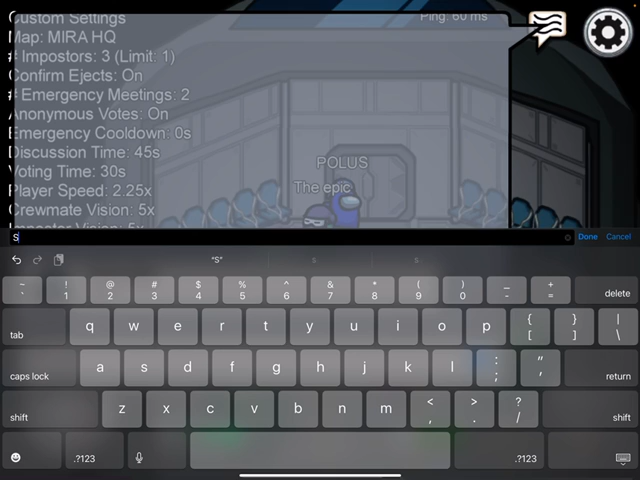 Custom Settings
Ping: 60 ms
Map: MIRA HQ
# Impostors: 3 (Limit: 1)
Confirm Ejects: On
# Emergency Meetings: 2
Anonymous Votes: On
Emergency Cooldown: 0s
Discussion Time: 45s
Voting Time: 30s
Player Speed: 2.25x
Crewmate Vision: 5x
Impostor Vision: 5x
POLUS
The epic
S
Done Cancel
"S" s s
~ ! @ # $ % ^ & * ( ) _ +
` 1 2 3 4 5 6 7 8 9 0 - = delete
tab q w e r t y u i o p { [ } ] | \
caps lock a s d f g h j k l : ; " ' return
shift z x c v b n m < , > . ? / shift
.?123 .?123